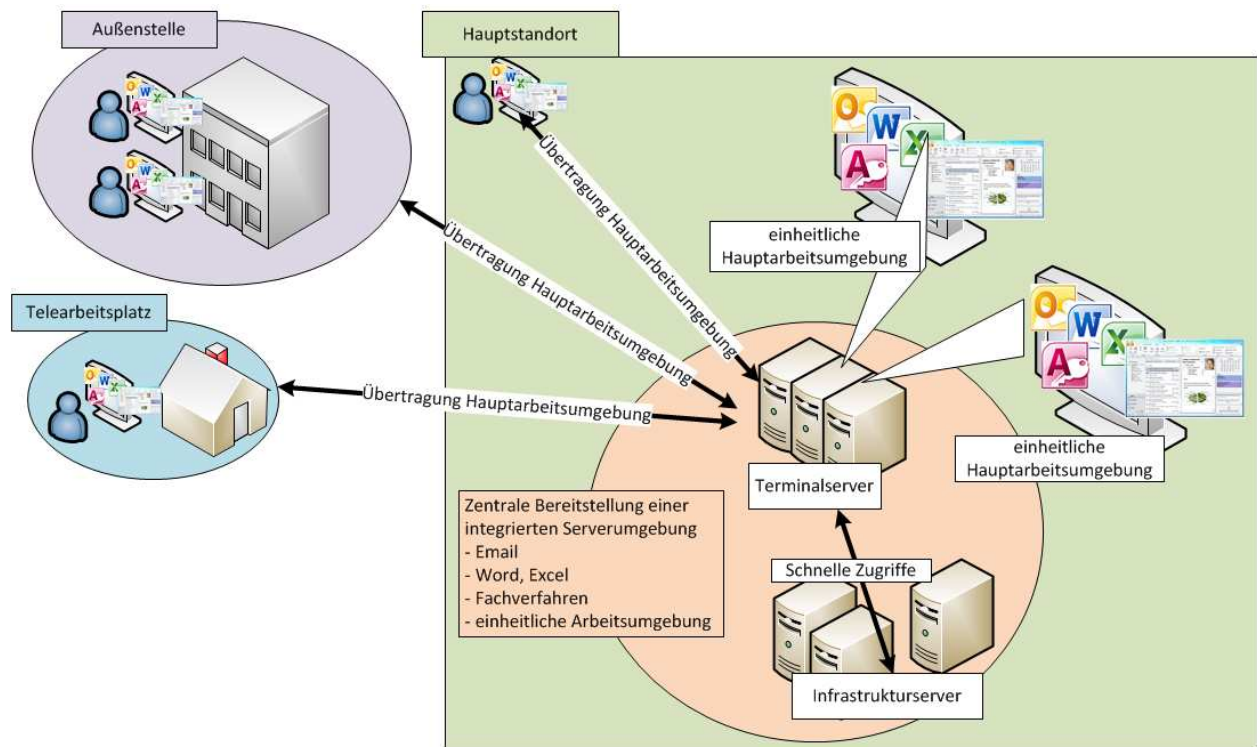 Außenstelle
Hauptstandort
Übertragung Hauptarbeitsumgebung
einheitliche
Hauptarbeitsumgebung
Übertragung Hauptarbeitsumgebung
Telearbeitsplatz
Übertragung Hauptarbeitsumgebung
einheitliche
Hauptarbeitsumgebung
Terminalserver
Zentrale Bereitstellung einer
integrierten Serverumgebung
- Email
- Word, Excel
- Fachverfahren
- einheitliche Arbeitsumgebung
Schnelle Zugriffe
Infrastrukturserver